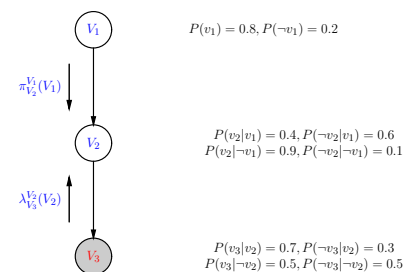 V₁
P(v₁) = 0.8, P(¬v₁) = 0.2
π^{V₁}_{V₂}(V₁)
V₂
P(v₂|v₁) = 0.4, P(¬v₂|v₁) = 0.6
P(v₂|¬v₁) = 0.9, P(¬v₂|¬v₁) = 0.1
λ^{V₂}_{V₃}(V₂)
V₃
P(v₃|v₂) = 0.7, P(¬v₃|v₂) = 0.3
P(v₃|¬v₂) = 0.5, P(¬v₃|¬v₂) = 0.5